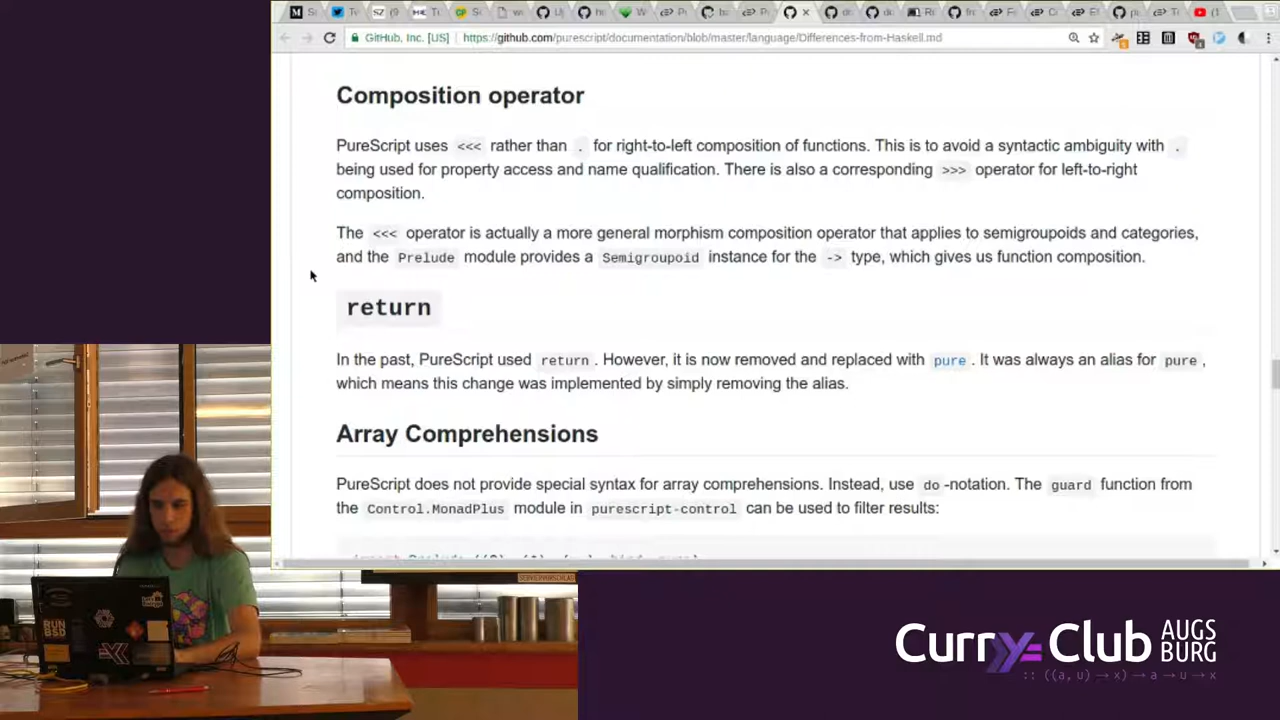 GitHub, Inc. [US]
https://github.com/purescript/documentation/blob/master/language/Differences-from-Haskell.md
Composition operator
PureScript uses <<< rather than . for right-to-left composition of functions. This is to avoid a syntactic ambiguity with .
being used for property access and name qualification. There is also a corresponding >>> operator for left-to-right
composition.
The <<< operator is actually a more general morphism composition operator that applies to semigroupoids and categories,
and the Prelude module provides a Semigroupoid instance for the -> type, which gives us function composition.
return
In the past, PureScript used return. However, it is now removed and replaced with pure. It was always an alias for pure,
which means this change was implemented by simply removing the alias.
Array Comprehensions
PureScript does not provide special syntax for array comprehensions. Instead, use do-notation. The guard function from
the Control.MonadPlus module in purescript-control can be used to filter results:
RUN
BSD
Curry Club AUGS
BURG
:: ((a, u) → x) → a → u → x